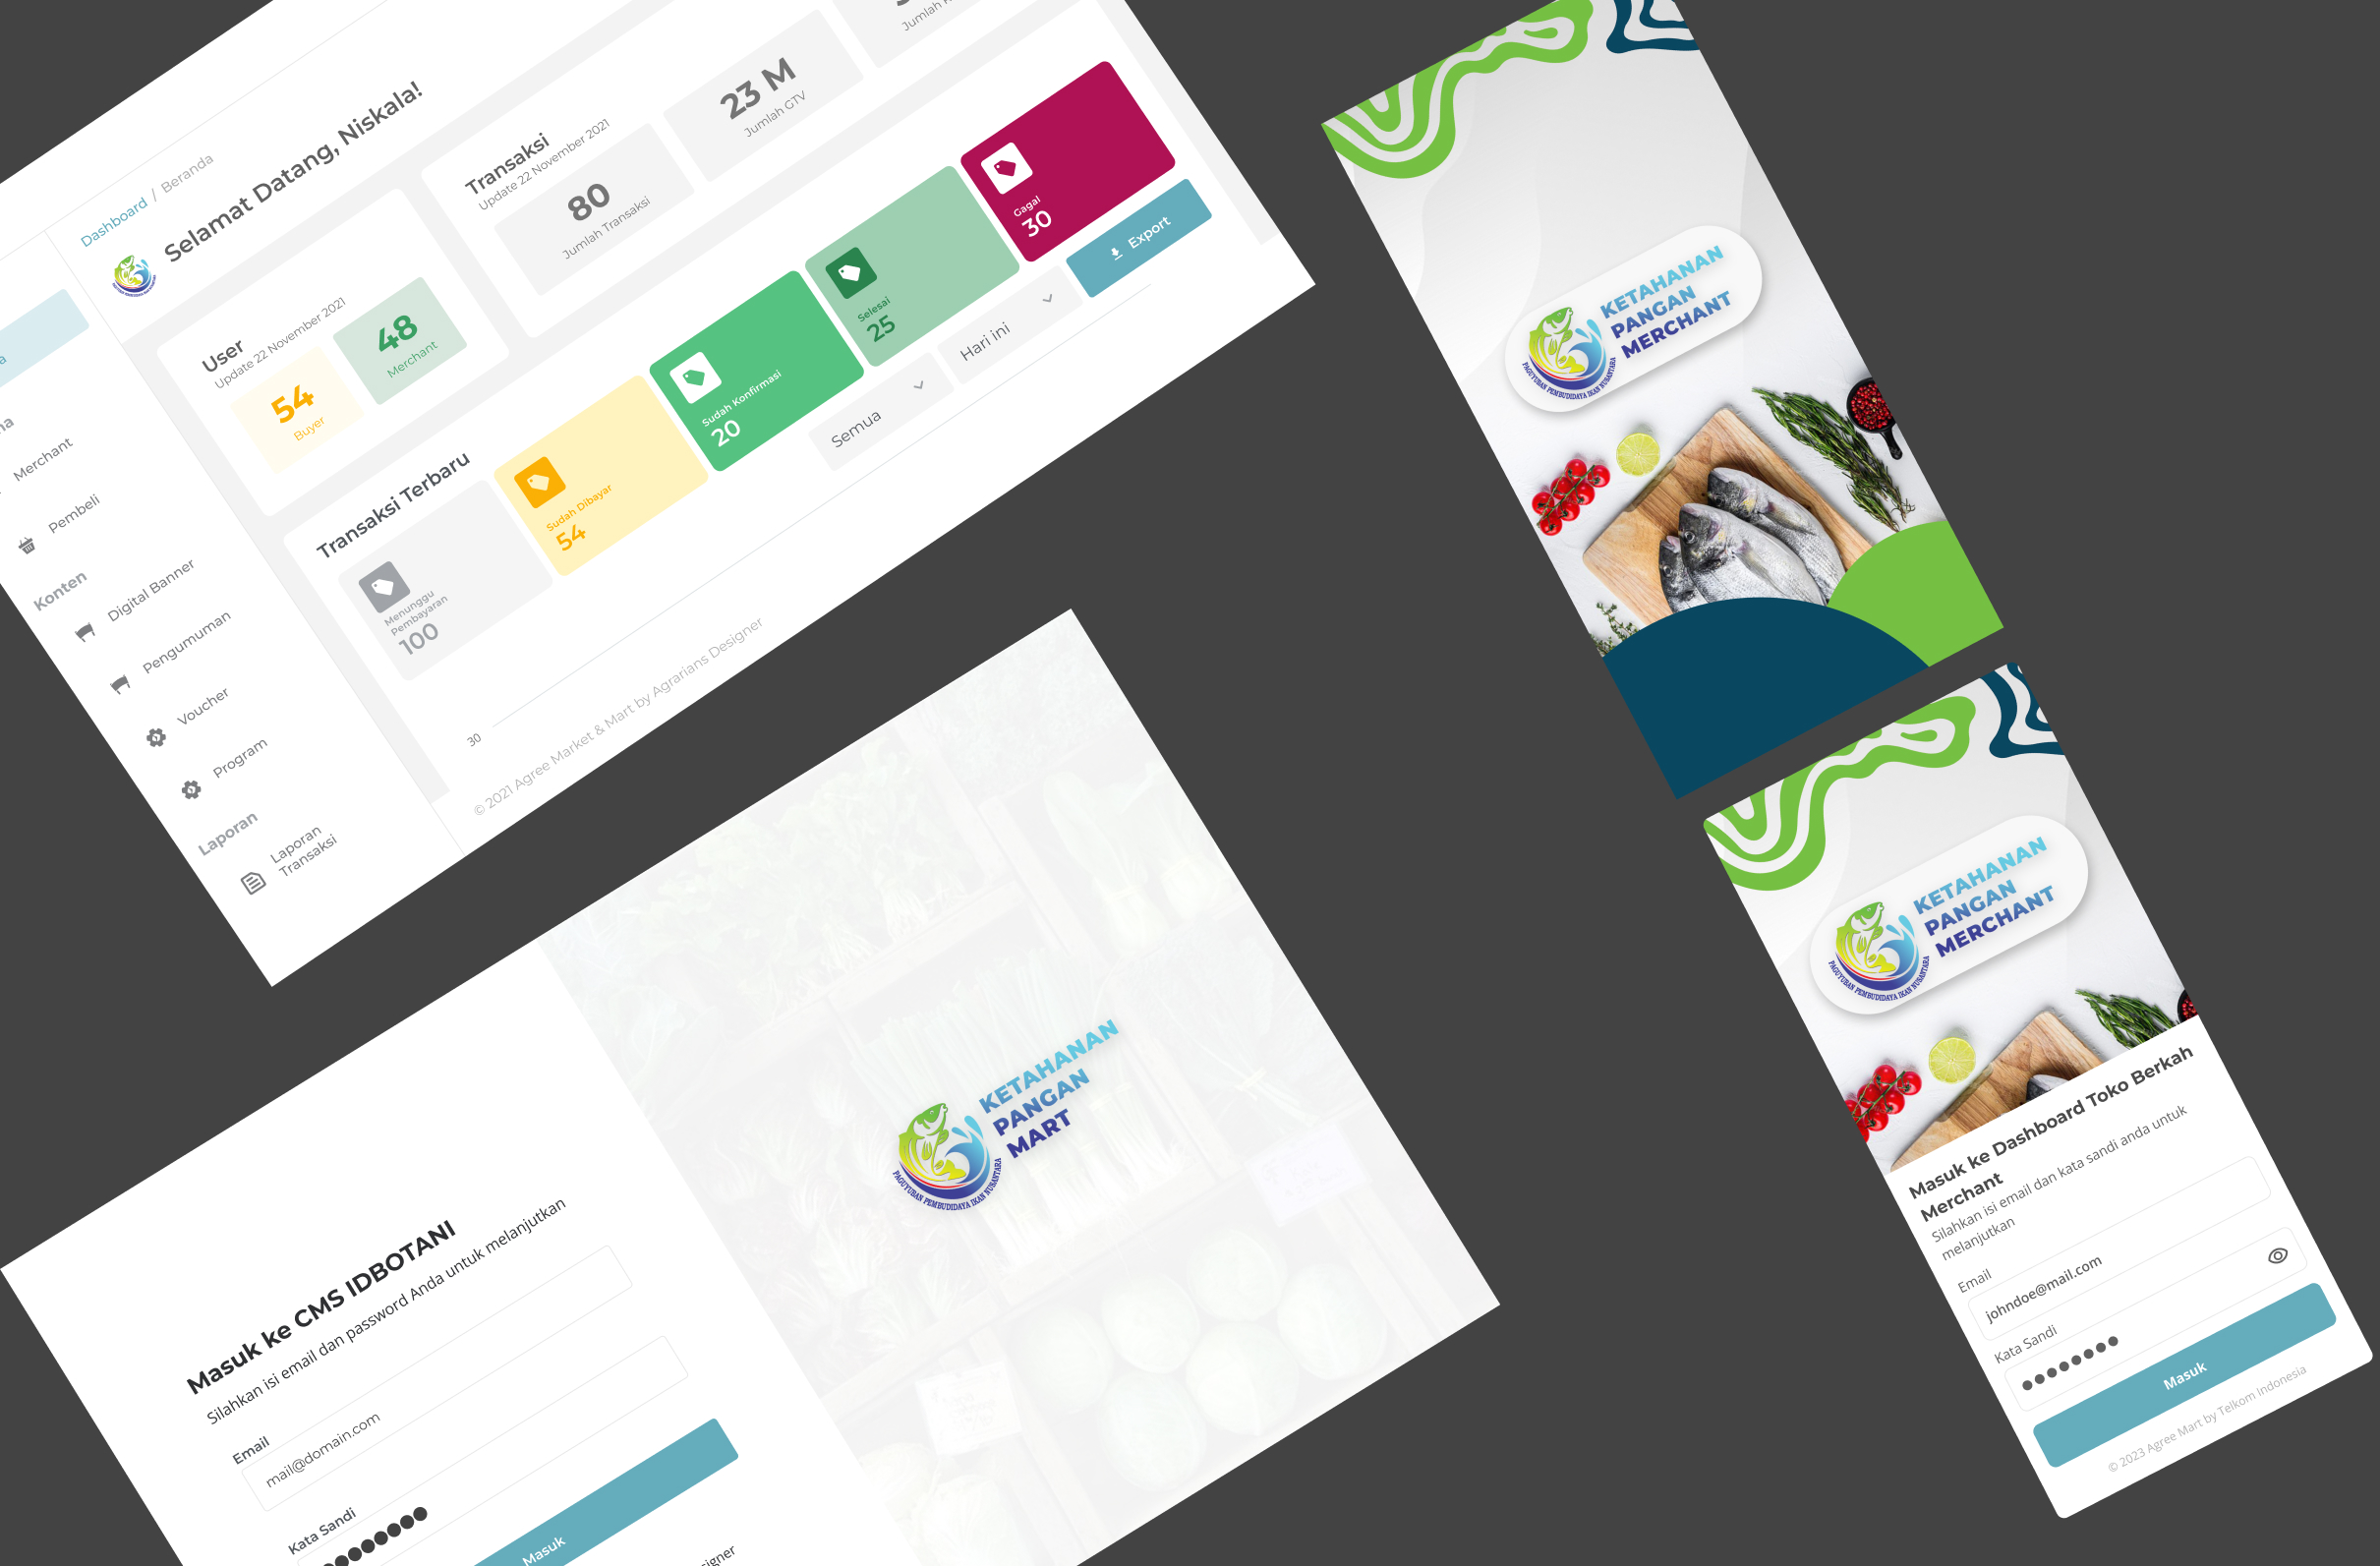 Dashboard / Beranda
Selamat Datang, Niskala!
User
Update 22 November 2021
54
Buyer
48
Merchant
Transaksi
Update 22 November 2021
80
Jumlah Transaksi
23 M
Jumlah GTV
Jumlah
Transaksi Terbaru
Menunggu
Pembayaran
100
Sudah Dibayar
54
Sudah Konfirmasi
20
Selesai
25
Gagal
30
Semua
Hari ini
Export
30
© 2021 Agree Market & Mart by Agrarians Designer
Merchant
Pembeli
Konten
Digital Banner
Pengumuman
Voucher
Program
Laporan
Laporan
Transaksi
Masuk ke CMS IDBOTANI
Silahkan isi email dan password Anda untuk melanjutkan
Email
mail@domain.com
Kata Sandi
Masuk
KETAHANAN
PANGAN
MART
PAGUYUBAN PEMBUDIDAYA IKAN NUSANTARA
KETAHANAN
PANGAN
MERCHANT
PAGUYUBAN PEMBUDIDAYA IKAN NUSANTARA
KETAHANAN
PANGAN
MERCHANT
PAGUYUBAN PEMBUDIDAYA IKAN NUSANTARA
Masuk ke Dashboard Toko Berkah
Merchant
Silahkan isi email dan kata sandi anda untuk
melanjutkan
Email
johndoe@mail.com
Kata Sandi
Masuk
© 2023 Agree Mart by Telkom Indonesia